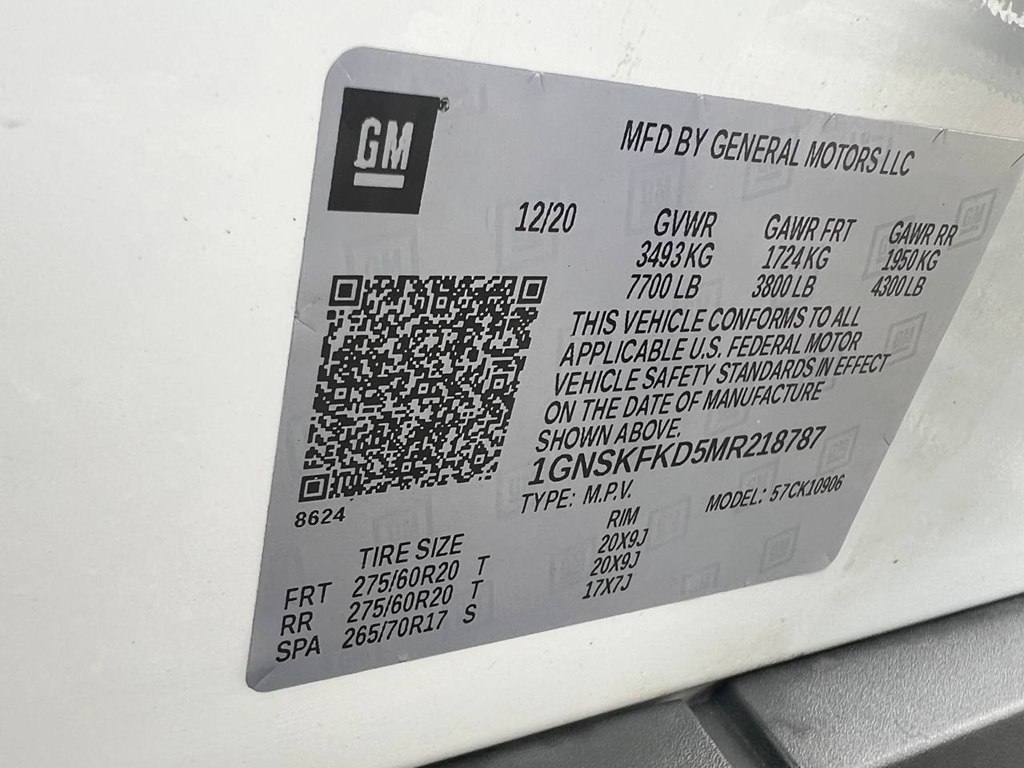 GM®
MFD BY GENERAL MOTORS LLC
12/20 GVWR GAWR FRT GAWR RR
3493 KG 1724 KG 1950 KG
7700 LB 3800 LB 4300 LB
THIS VEHICLE CONFORMS TO ALL
APPLICABLE U.S. FEDERAL MOTOR
VEHICLE SAFETY STANDARDS IN EFFECT
ON THE DATE OF MANUFACTURE
SHOWN ABOVE.
1GNSKFKD5MR218787
TYPE: M.P.V. MODEL: 57CK10906
8624
TIRE SIZE RIM
FRT 275/60R20 T 20X9J
RR 275/60R20 T 20X9J
SPA 265/70R17 S 17X7J